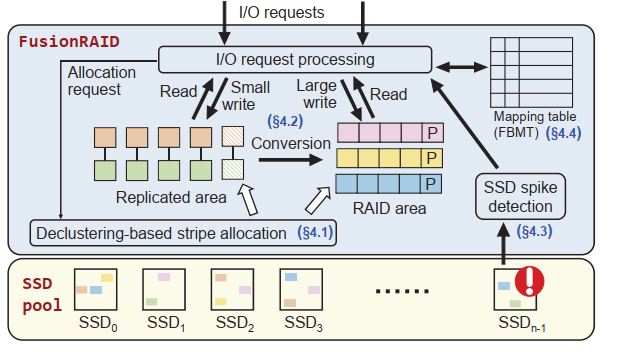 I/O requests
FusionRAID
I/O request processing
Allocation
request
Read
Small
write
(§4.2)
Large
write
Read
Mapping table
(FBMT) (§4.4)
Conversion
P
P
P
Replicated area
RAID area
SSD spike
detection
(§4.3)
Declustering-based stripe allocation (§4.1)
SSD
pool
SSD0
SSD1
SSD2
SSD3
......
SSDn-1
!